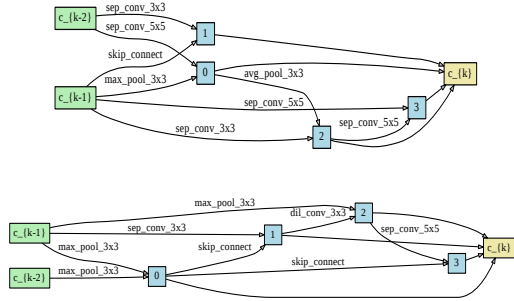 c_{k-2}
sep_conv_3x3
sep_conv_5x5
1
skip_connect
0
avg_pool_3x3
c_{k}
max_pool_3x3
c_{k-1}
sep_conv_5x5
3
sep_conv_3x3
2
sep_conv_5x5
max_pool_3x3
2
dil_conv_3x3
c_{k-1}
sep_conv_3x3
1
sep_conv_5x5
max_pool_3x3
skip_connect
c_{k}
c_{k-2}
max_pool_3x3
0
skip_connect
3